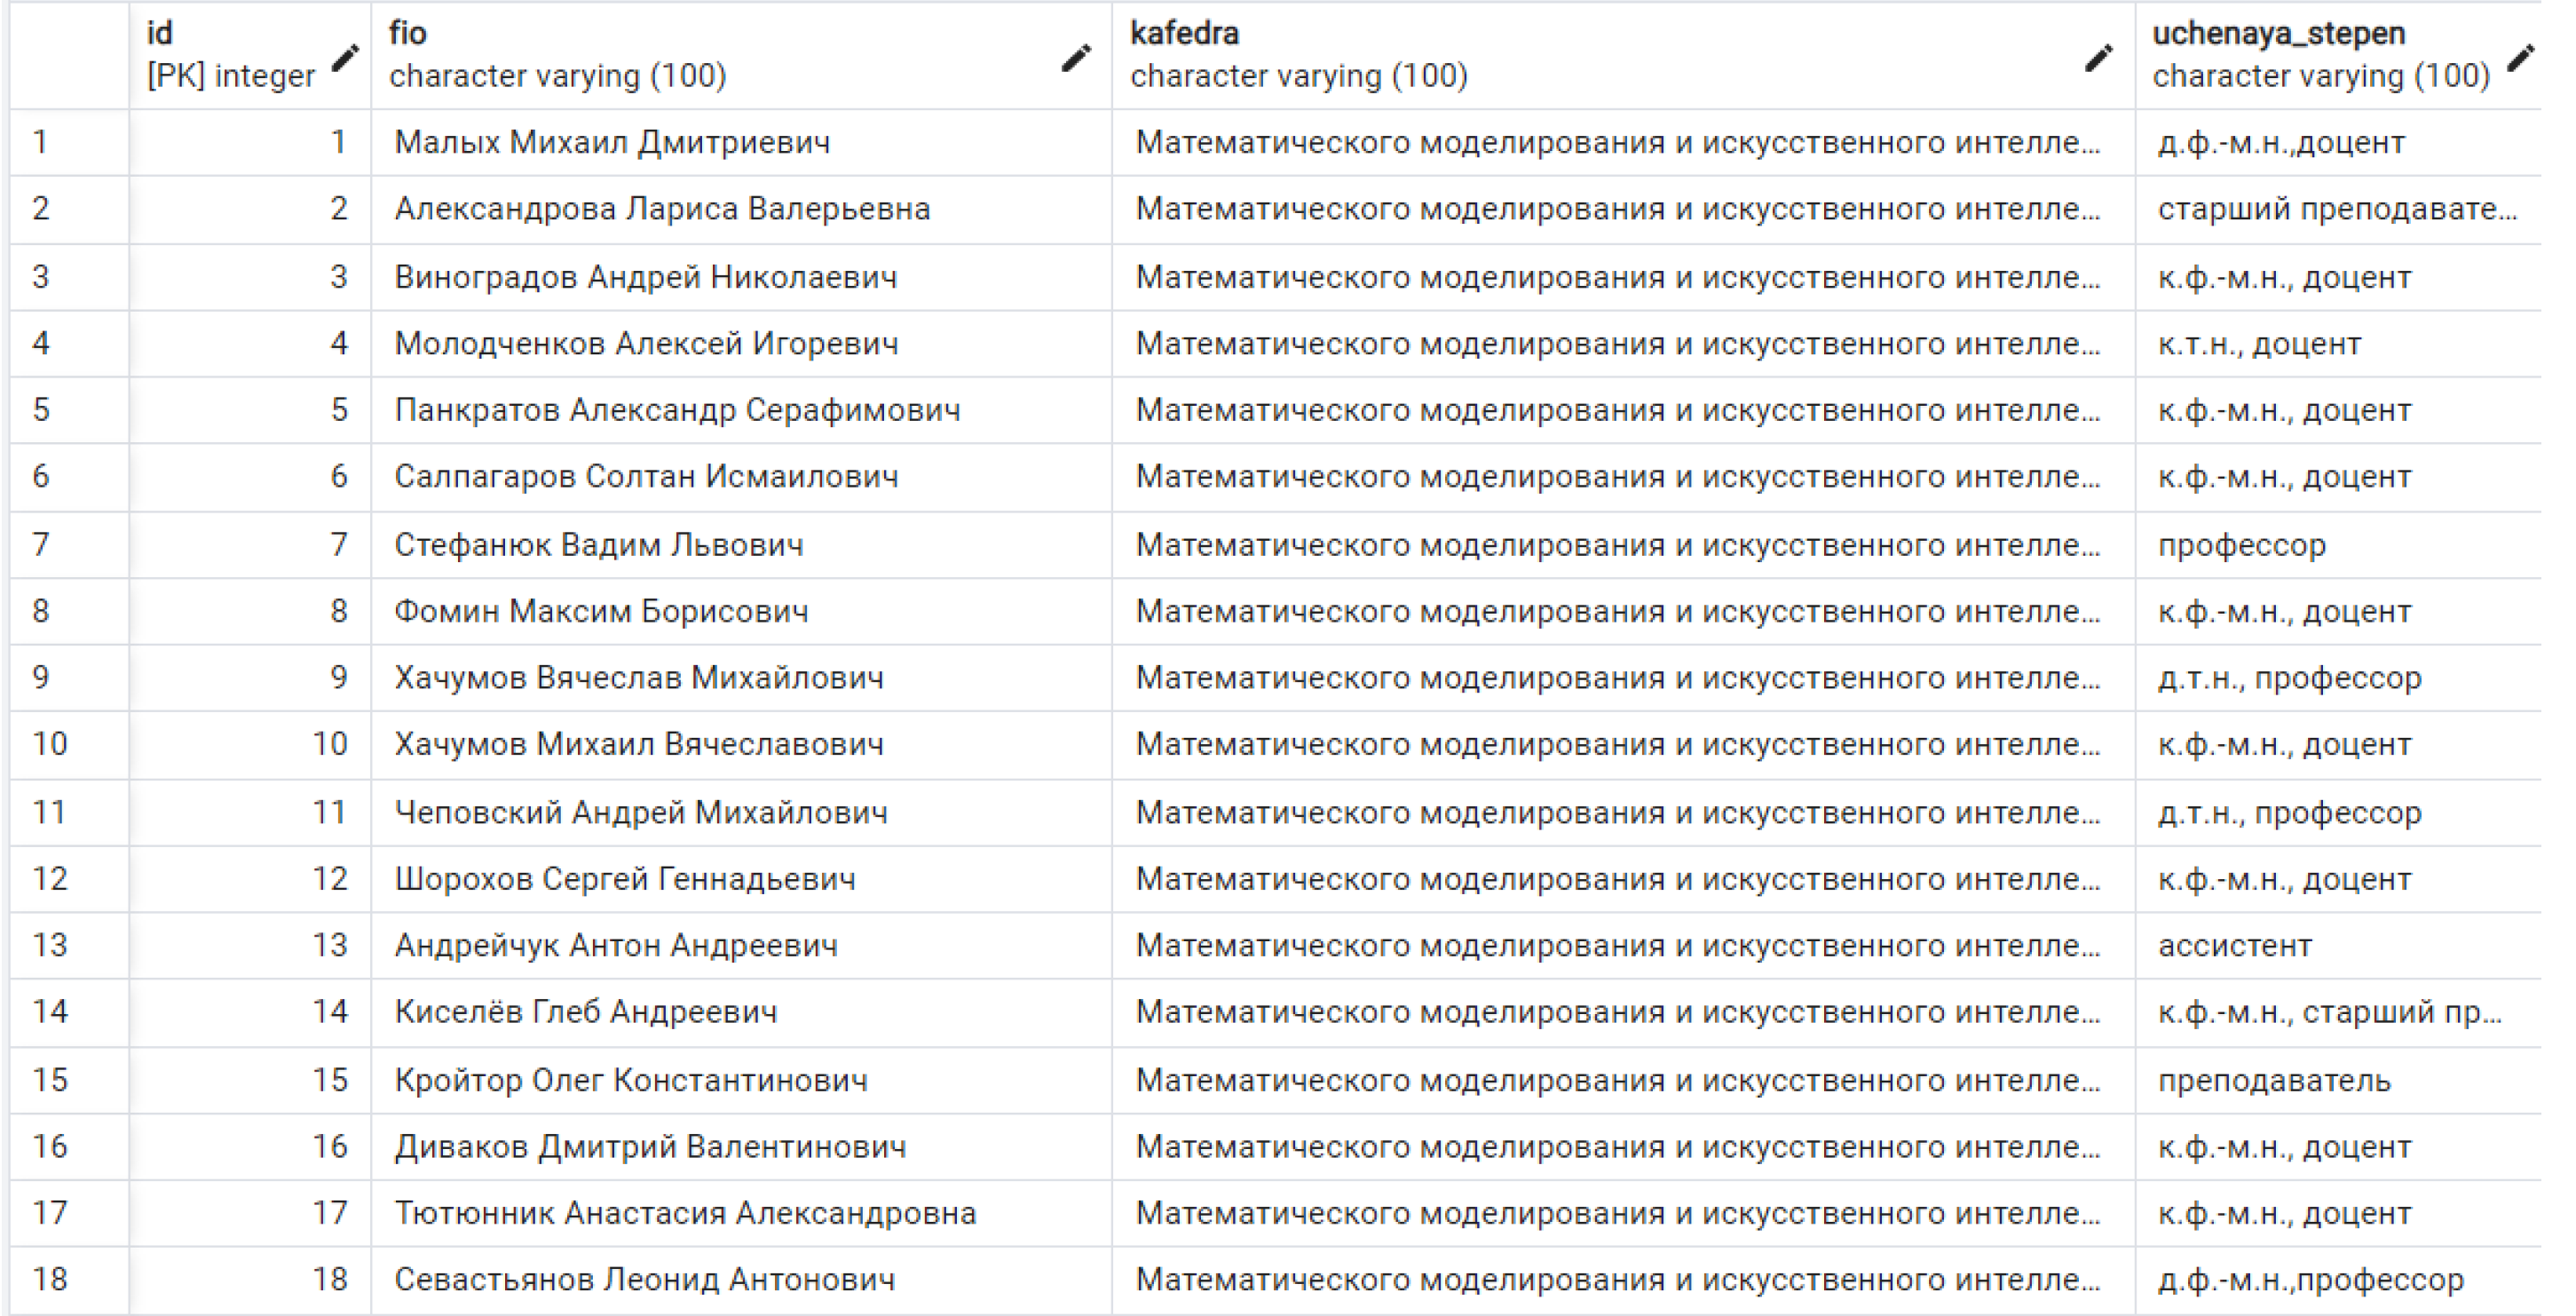 id fio kafedra uchenaya_stepen
[PK] integer character varying (100) character varying (100) character varying (100)
1 1 Малых Михаил Дмитриевич Математического моделирования и искусственного интелле... д.ф.-м.н.,доцент
2 2 Александрова Лариса Валерьевна Математического моделирования и искусственного интелле... старший преподавате...
3 3 Виноградов Андрей Николаевич Математического моделирования и искусственного интелле... к.ф.-м.н., доцент
4 4 Молодченков Алексей Игоревич Математического моделирования и искусственного интелле... к.т.н., доцент
5 5 Панкратов Александр Серафимович Математического моделирования и искусственного интелле... к.ф.-м.н., доцент
6 6 Салпагаров Солтан Исмаилович Математического моделирования и искусственного интелле... к.ф.-м.н., доцент
7 7 Стефанюк Вадим Львович Математического моделирования и искусственного интелле... профессор
8 8 Фомин Максим Борисович Математического моделирования и искусственного интелле... к.ф.-м.н., доцент
9 9 Хачумов Вячеслав Михайлович Математического моделирования и искусственного интелле... д.т.н., профессор
10 10 Хачумов Михаил Вячеславович Математического моделирования и искусственного интелле... к.ф.-м.н., доцент
11 11 Чеповский Андрей Михайлович Математического моделирования и искусственного интелле... д.т.н., профессор
12 12 Шорохов Сергей Геннадьевич Математического моделирования и искусственного интелле... к.ф.-м.н., доцент
13 13 Андрейчук Антон Андреевич Математического моделирования и искусственного интелле... ассистент
14 14 Киселёв Глеб Андреевич Математического моделирования и искусственного интелле... к.ф.-м.н., старший пр...
15 15 Кройтор Олег Константинович Математического моделирования и искусственного интелле... преподаватель
16 16 Диваков Дмитрий Валентинович Математического моделирования и искусственного интелле... к.ф.-м.н., доцент
17 17 Тютюнник Анастасия Александровна Математического моделирования и искусственного интелле... к.ф.-м.н., доцент
18 18 Севастьянов Леонид Антонович Математического моделирования и искусственного интелле... д.ф.-м.н.,профессор